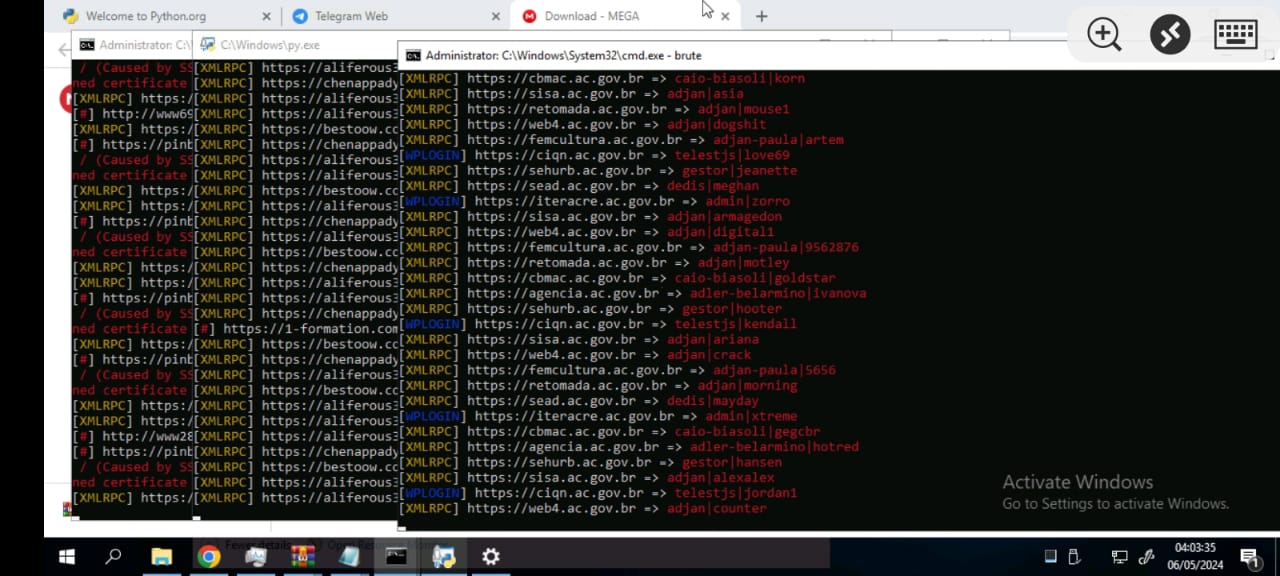 Welcome to Python.org
Telegram Web
Download - MEGA
Administrator: C:\
C:\Windows\py.exe
Administrator: C:\Windows\System32\cmd.exe - brute
/ (Caused by SS
ned certificate
[XMLRPC] https:/
[#] http://www69
[XMLRPC] https:/
[#] https://pinb
/ (Caused by SS
ned certificate
[XMLRPC] https:/
[XMLRPC] https:/
[#] https://pinb
/ (Caused by SS
ned certificate
[XMLRPC] https:/
[XMLRPC] https:/
[#] https://pinb
/ (Caused by SS
ned certificate
[XMLRPC] https:/
[#] https://pinb
/ (Caused by SS
ned certificate
[XMLRPC] https:/
[XMLRPC] https:/
[#] http://www28
[#] https://pinb
/ (Caused by SS
ned certificate
[XMLRPC] https:/
[XMLRPC] https://aliferous
[XMLRPC] https://chenappady
[XMLRPC] https://aliferous
[XMLRPC] https://aliferous
[XMLRPC] https://bestoow.cc
[XMLRPC] https://chenappady
[XMLRPC] https://aliferous
[XMLRPC] https://aliferous
[XMLRPC] https://bestoow.cc
[XMLRPC] https://aliferous
[XMLRPC] https://chenappady
[XMLRPC] https://aliferous
[XMLRPC] https://bestoow.cc
[XMLRPC] https://chenappady
[XMLRPC] https://aliferous
[XMLRPC] https://aliferous
[XMLRPC] https://chenappady
[#] https://1-formation.com
[XMLRPC] https://bestoow.cc
[XMLRPC] https://chenappady
[XMLRPC] https://aliferous
[XMLRPC] https://bestoow.cc
[XMLRPC] https://aliferous
[XMLRPC] https://aliferous
[XMLRPC] https://aliferous
[XMLRPC] https://chenappady
[XMLRPC] https://bestoow.cc
[XMLRPC] https://aliferous
[XMLRPC] https://aliferous
[XMLRPC] https://cbmac.ac.gov.br => caio-biasoli|korn
[XMLRPC] https://sisa.ac.gov.br => adjan|asia
[XMLRPC] https://retomada.ac.gov.br => adjan|mouse1
[XMLRPC] https://web4.ac.gov.br => adjan|dogshit
[XMLRPC] https://femcultura.ac.gov.br => adjan-paula|artem
[WPLOGIN] https://ciqn.ac.gov.br => telestjs|love69
[XMLRPC] https://sehurb.ac.gov.br => gestor|jeanette
[XMLRPC] https://sead.ac.gov.br => dedis|meghan
[WPLOGIN] https://iteracre.ac.gov.br => admin|zorro
[XMLRPC] https://sisa.ac.gov.br => adjan|armagedon
[XMLRPC] https://web4.ac.gov.br => adjan|digital1
[XMLRPC] https://femcultura.ac.gov.br => adjan-paula|9562876
[XMLRPC] https://retomada.ac.gov.br => adjan|motley
[XMLRPC] https://cbmac.ac.gov.br => caio-biasoli|goldstar
[XMLRPC] https://agencia.ac.gov.br => adler-belarmino|ivanova
[XMLRPC] https://sehurb.ac.gov.br => gestor|hooter
[WPLOGIN] https://ciqn.ac.gov.br => telestjs|kendall
[XMLRPC] https://sisa.ac.gov.br => adjan|ariana
[XMLRPC] https://web4.ac.gov.br => adjan|crack
[XMLRPC] https://femcultura.ac.gov.br => adjan-paula|5656
[XMLRPC] https://retomada.ac.gov.br => adjan|morning
[XMLRPC] https://sead.ac.gov.br => dedis|mayday
[WPLOGIN] https://iteracre.ac.gov.br => admin|xtreme
[XMLRPC] https://cbmac.ac.gov.br => caio-biasoli|gegcbr
[XMLRPC] https://agencia.ac.gov.br => adler-belarmino|hotred
[XMLRPC] https://sehurb.ac.gov.br => gestor|hansen
[XMLRPC] https://sisa.ac.gov.br => adjan|alexalex
[WPLOGIN] https://ciqn.ac.gov.br => telestjs|jordan1
[XMLRPC] https://web4.ac.gov.br => adjan|counter
Activate Windows
Go to Settings to activate Windows.
Fewer details
04:03:35
06/05/2024
1